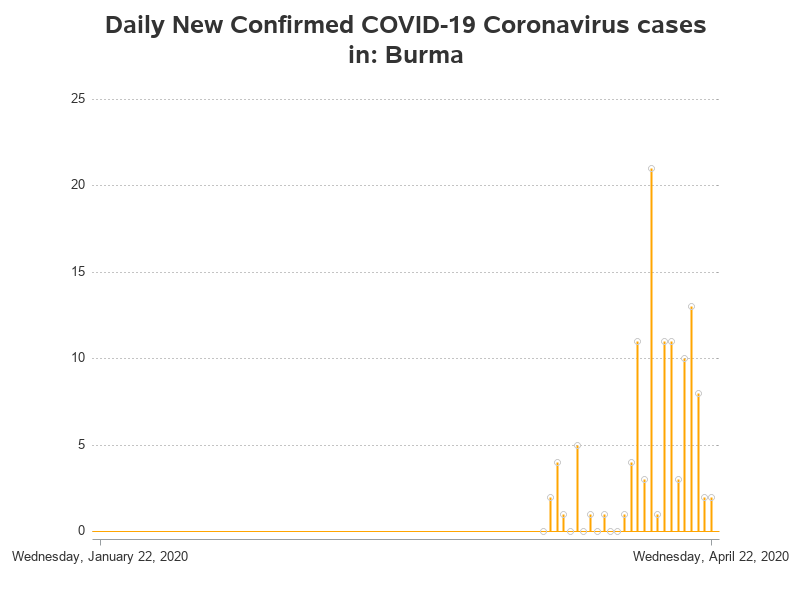 Daily New Confirmed COVID-19 Coronavirus cases
in: Burma
25
20
15
10
5
0
Wednesday, January 22, 2020
Wednesday, April 22, 2020